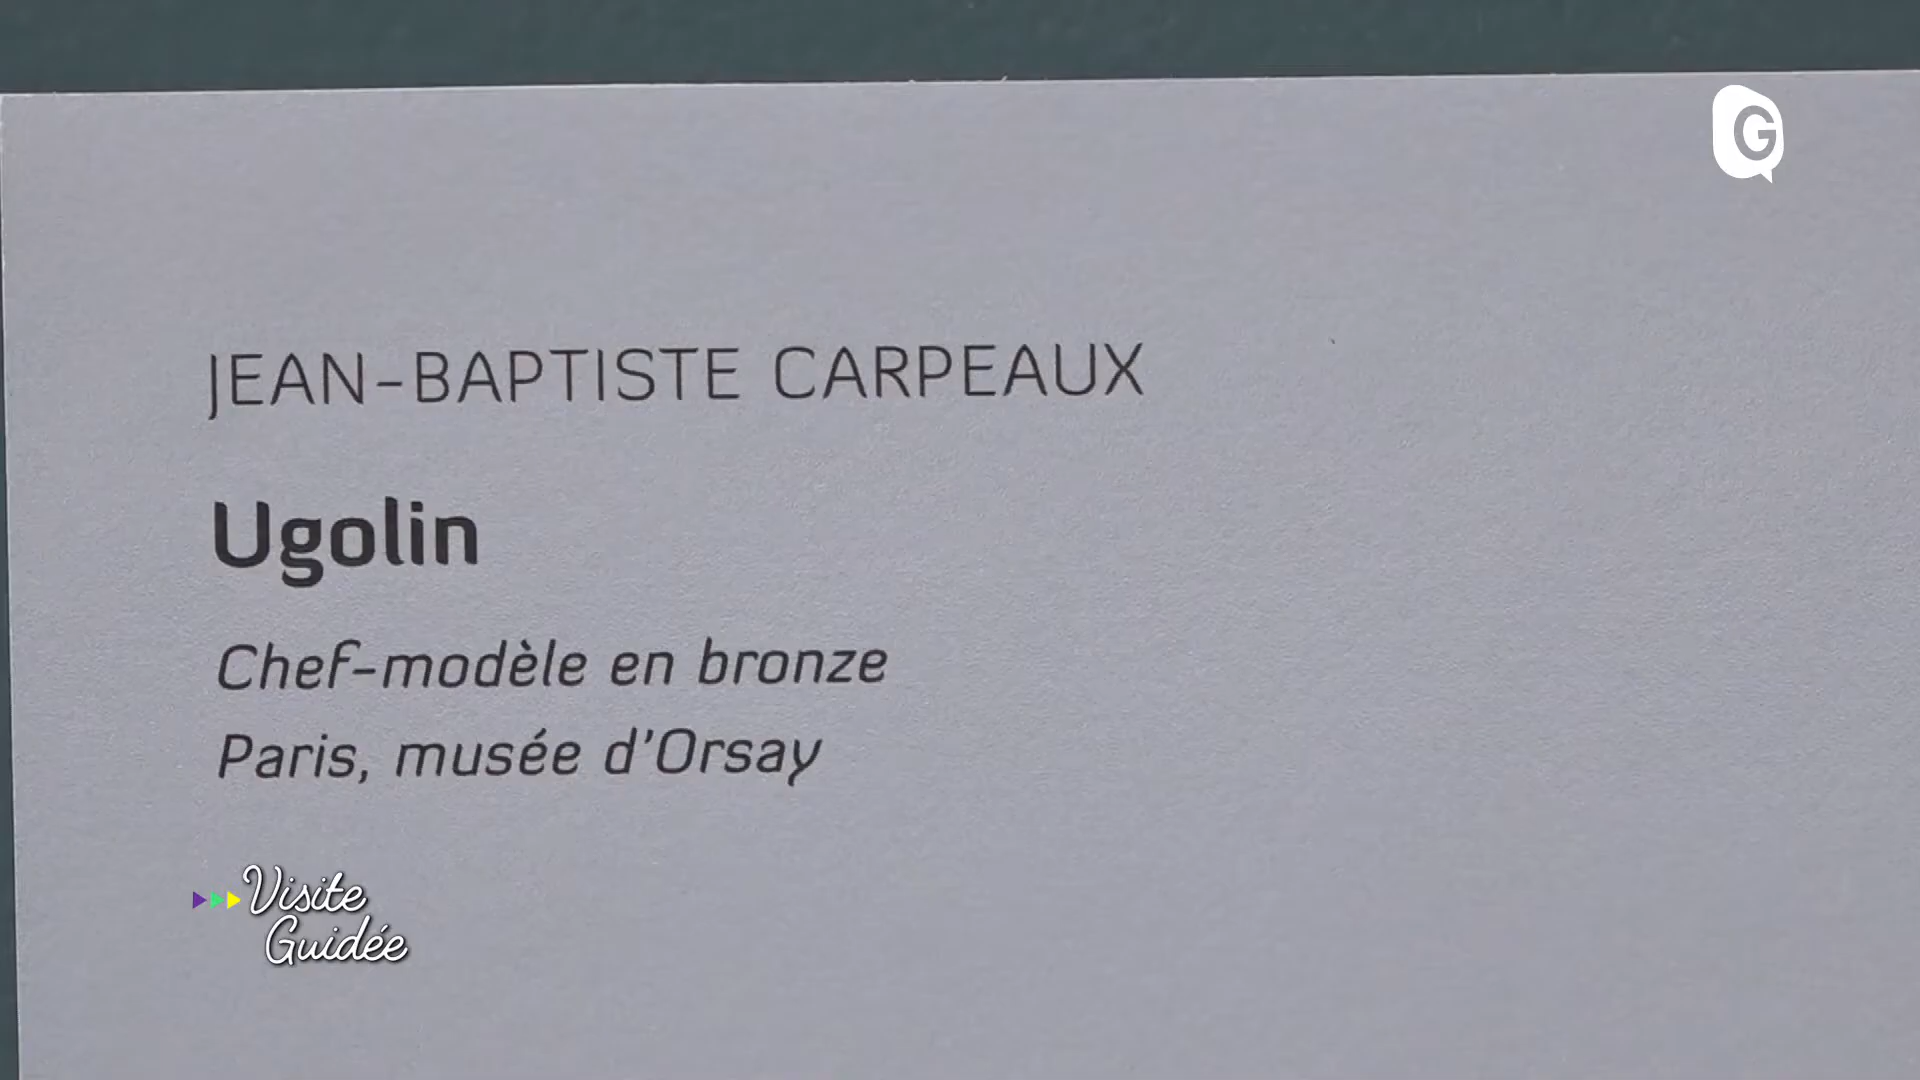 G
JEAN-BAPTISTE CARPEAUX
Ugolin
Chef-modèle en bronze
Paris, musée d'Orsay
Visite
Guidée